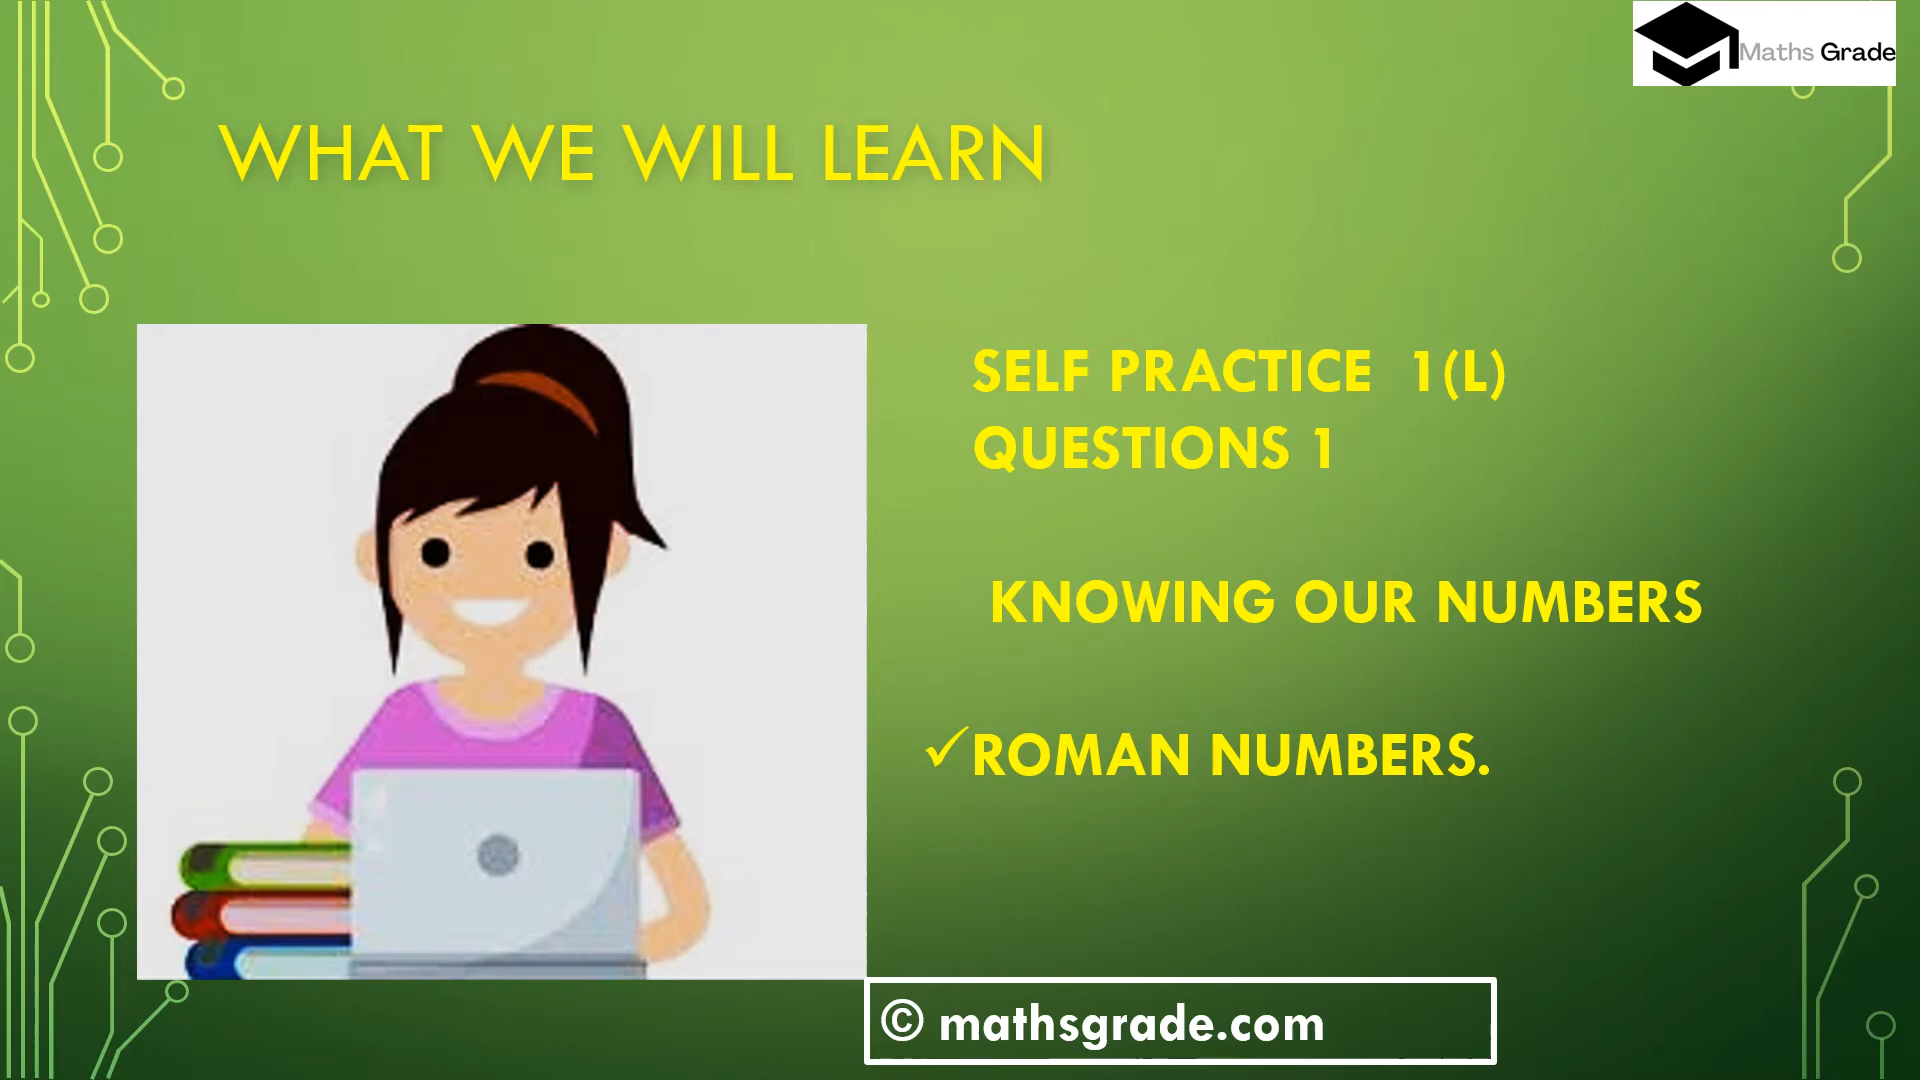 Maths Grade
WHAT WE WILL LEARN
SELF PRACTICE 1(L)
QUESTIONS 1
KNOWING OUR NUMBERS
✓ROMAN NUMBERS.
© mathsgrade.com